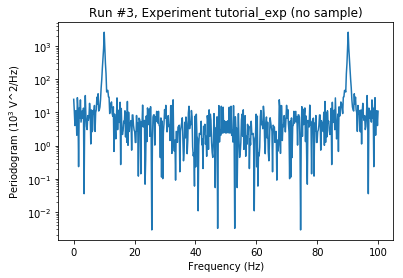 Run #3, Experiment tutorial_exp (no sample)
Periodogram (10³ V^2/Hz)
10³
10²
10¹
10⁰
10⁻¹
10⁻²
0 20 40 60 80 100
Frequency (Hz)